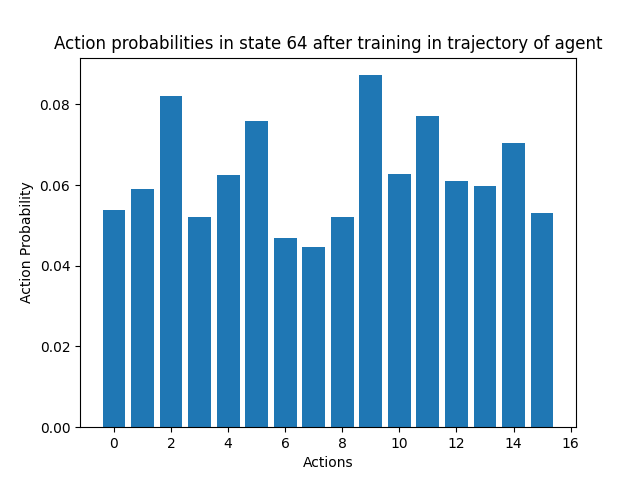 Action probabilities in state 64 after training in trajectory of agent
0.08
0.06
0.04
0.02
0.00
Action Probability
0 2 4 6 8 10 12 14 16
Actions